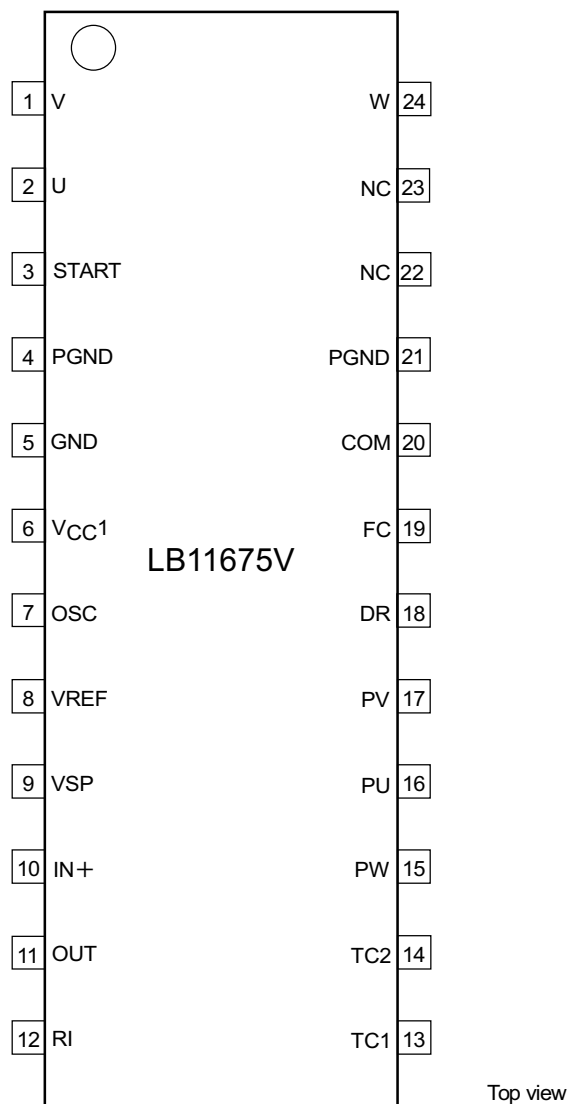 1 V W 24
2 U NC 23
3 START NC 22
4 PGND PGND 21
5 GND COM 20
6 VCC1 FC 19
LB11675V
7 OSC DR 18
8 VREF PV 17
9 VSP PU 16
10 IN+ PW 15
11 OUT TC2 14
12 RI TC1 13
Top view